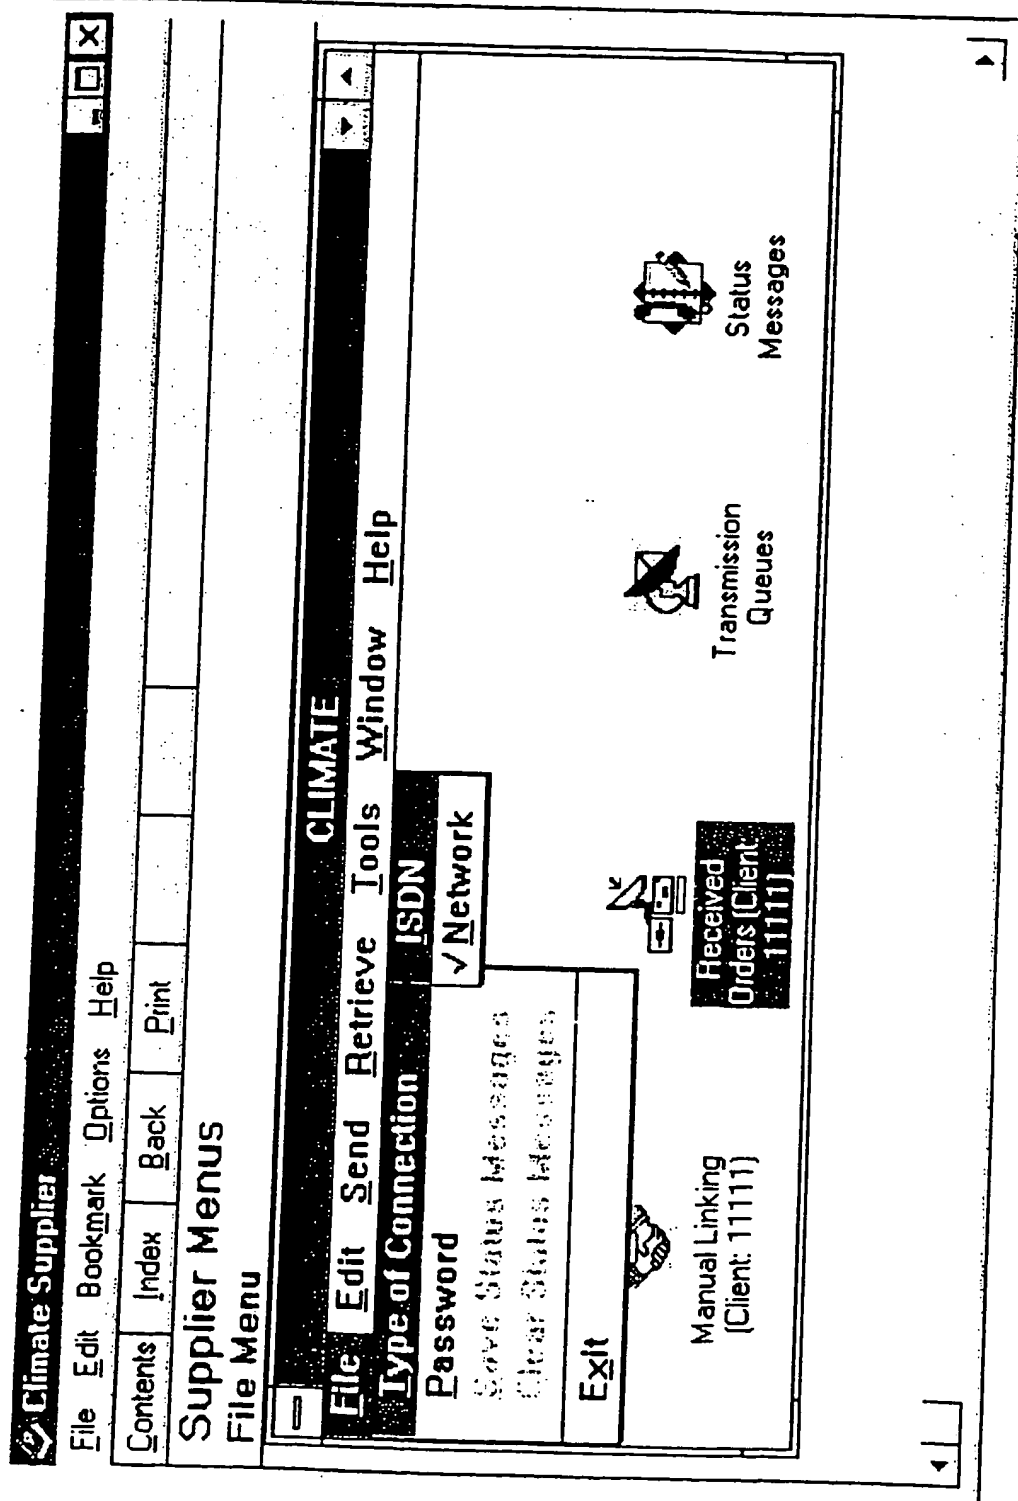 Climate Supplier
File Edit Bookmark Options Help
Contents Index Back Print
Supplier Menus
File Menu
CLIMATE
File Edit Send Retrieve Tools Window Help
Type of Connection ISDN
Password √Network
Save Status Messages
Clear Status Messages
Exit
Manual Linking
(Client: 11111)
Received
Orders (Client:
11111)
Transmission
Queues
Status
Messages